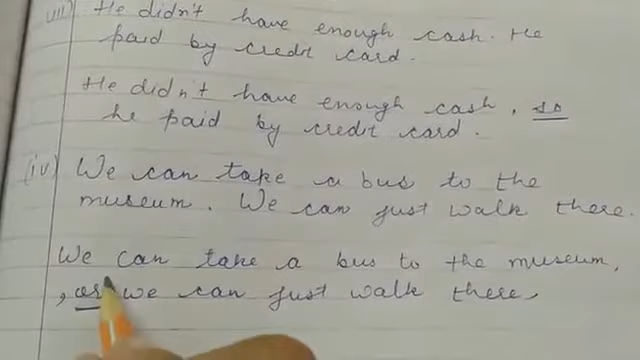 iii) He didn't have enough cash. He
paid by credit card.
He didn't have enough cash, so
he paid by credit card.
(iv) We can take a bus to the
museum. We can just walk there.
We can take a bus to the museum,
, or we can just walk there,